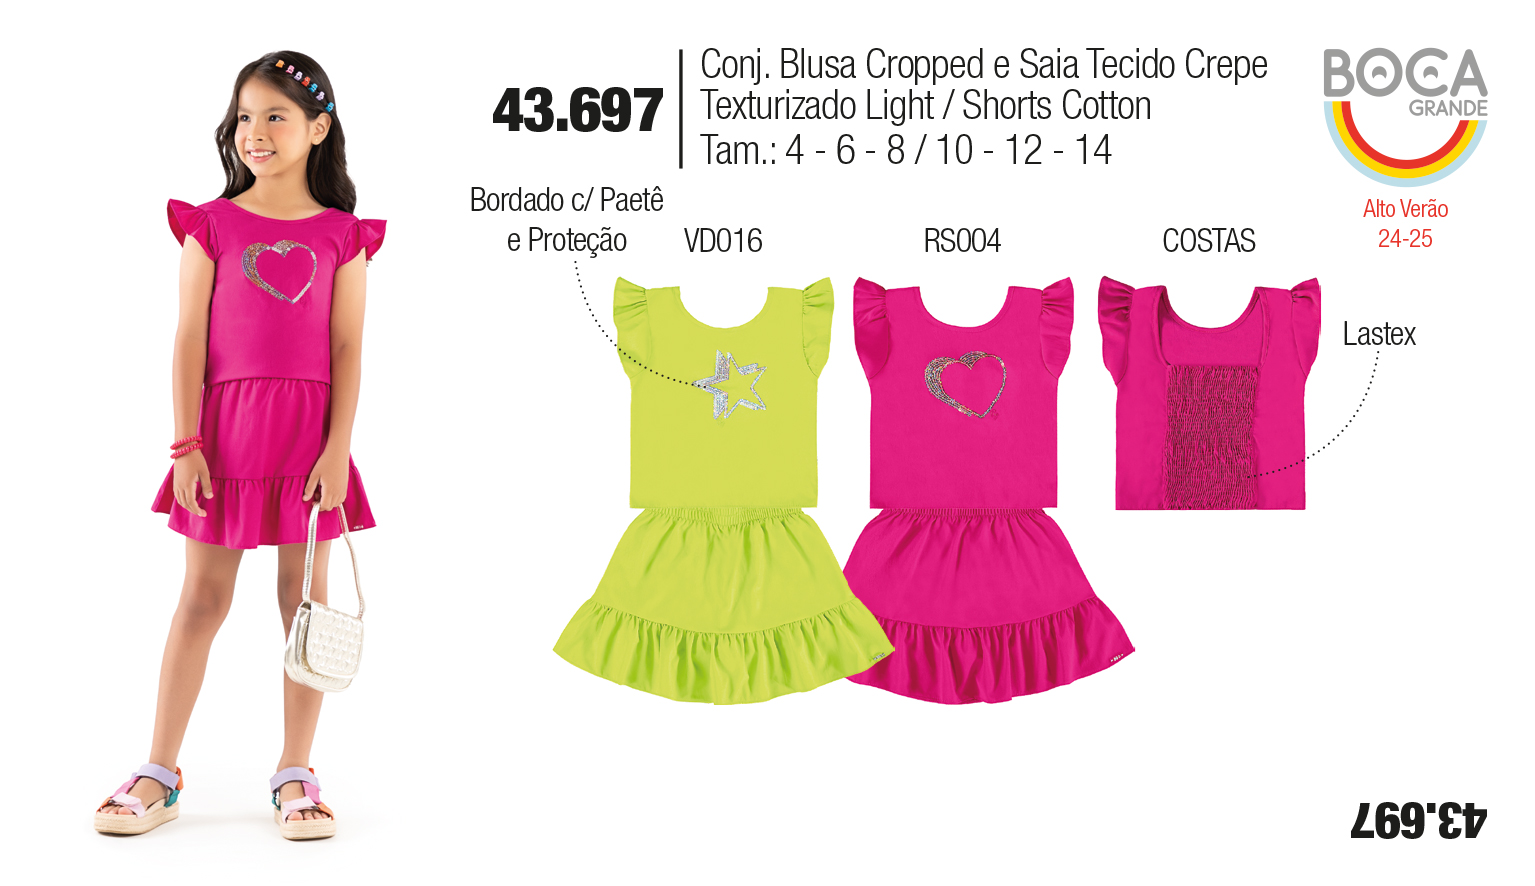 43.697
Conj. Blusa Cropped e Saia Tecido Crepe
Texturizado Light / Shorts Cotton
Tam.: 4 - 6 - 8 / 10 - 12 - 14
BOCA
GRANDE
Alto Verão
24-25
Bordado c/ Paetê
e Proteção
VD016
RS004
COSTAS
Lastex
43.697